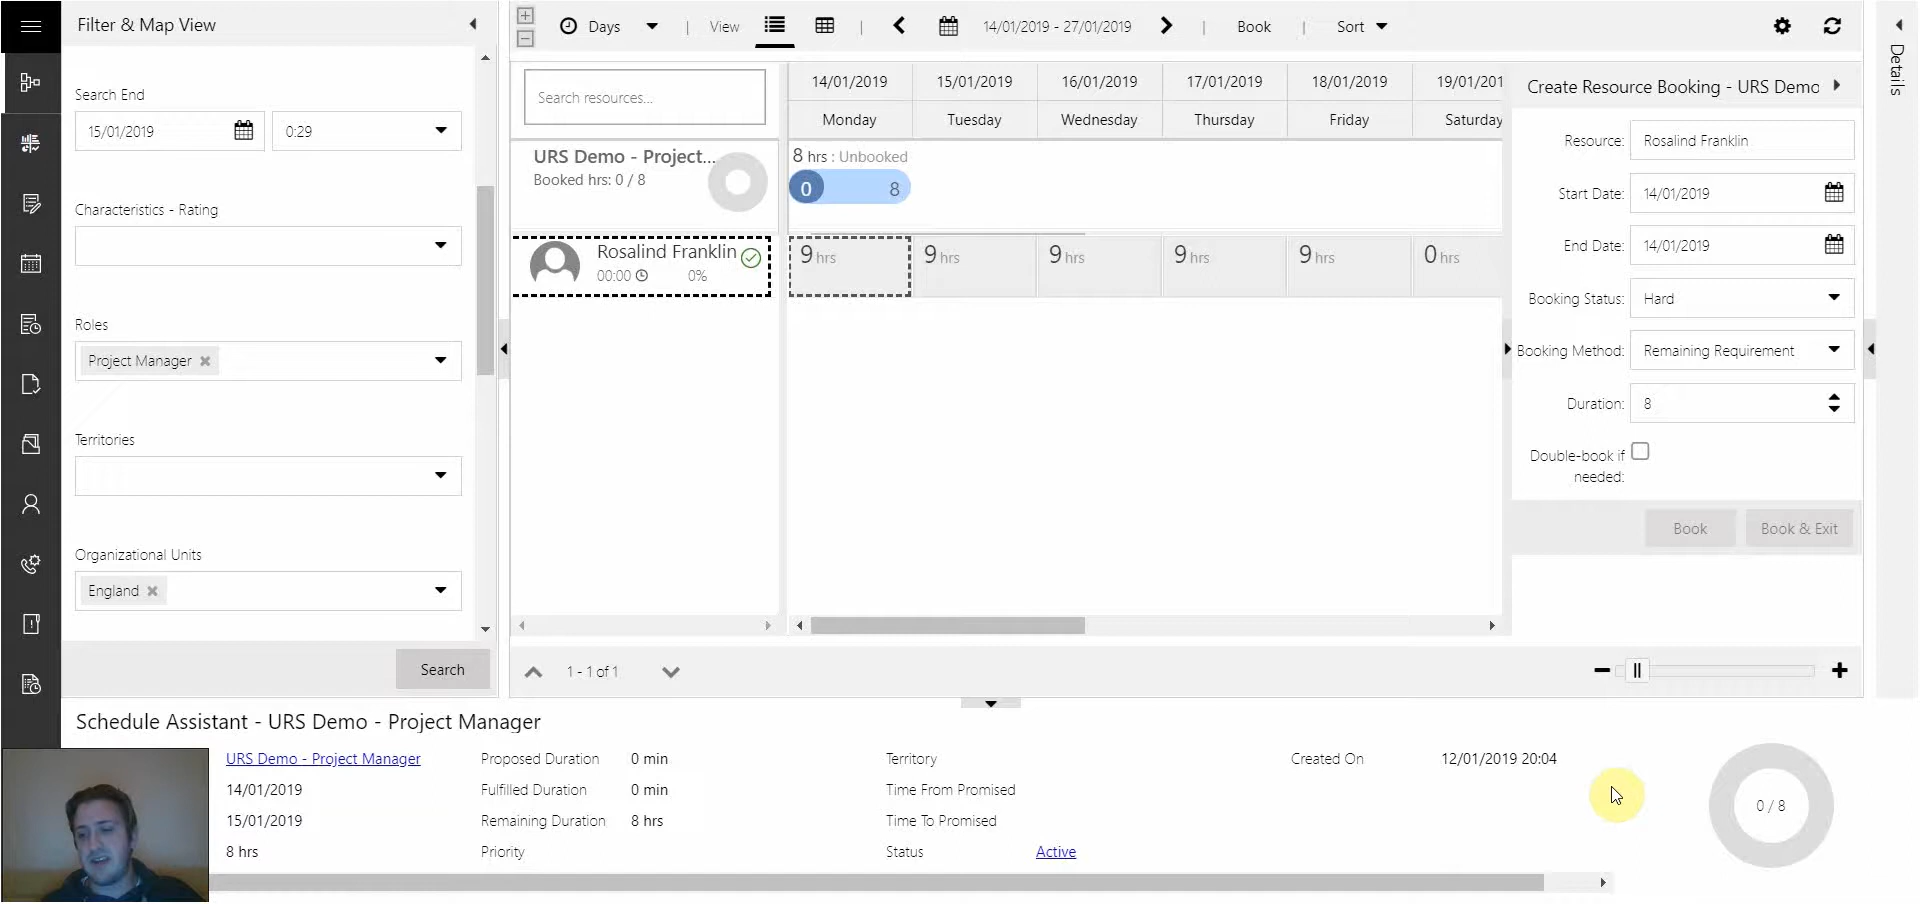 Filter & Map View
Search End
15/01/2019
0:29
Characteristics - Rating
Roles
Project Manager
Territories
Organizational Units
England
Search
Days
View
14/01/2019 - 27/01/2019
Book
Sort
Search resources...
14/01/2019 15/01/2019 16/01/2019 17/01/2019 18/01/2019 19/01/201
Monday Tuesday Wednesday Thursday Friday Saturday
URS Demo - Project...
Booked hrs: 0 / 8
8 hrs : Unbooked
0 8
Rosalind Franklin
00:00 0%
9 hrs 9 hrs 9 hrs 9 hrs 9 hrs 0 hrs
1 - 1 of 1
Create Resource Booking - URS Demo
Resource: Rosalind Franklin
Start Date: 14/01/2019
End Date: 14/01/2019
Booking Status: Hard
Booking Method: Remaining Requirement
Duration: 8
Double-book if
needed:
Book
Book & Exit
Details
Schedule Assistant - URS Demo - Project Manager
URS Demo - Project Manager Proposed Duration 0 min Territory Created On 12/01/2019 20:04
14/01/2019 Fulfilled Duration 0 min Time From Promised
15/01/2019 Remaining Duration 8 hrs Time To Promised
8 hrs Priority Status Active
0 / 8